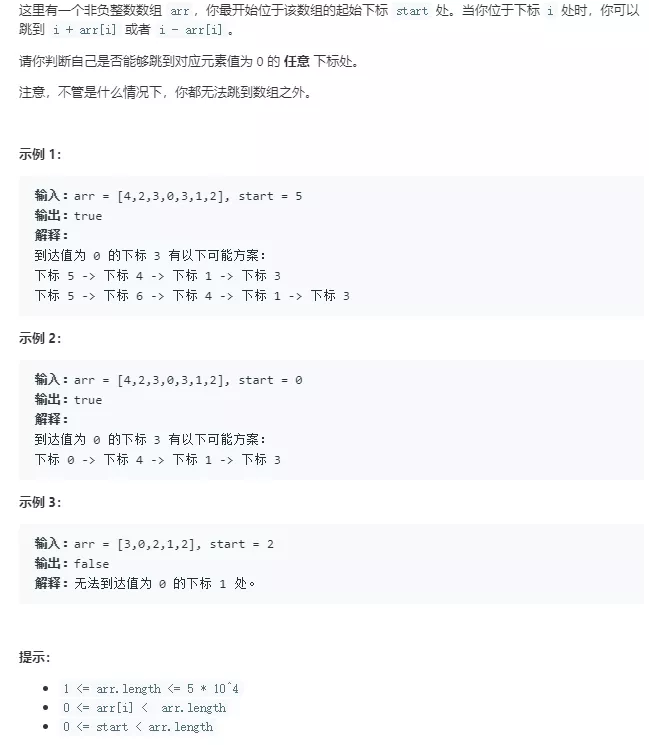 这里有一个非负整数数组 arr，你最开始位于该数组的起始下标 start 处。当你位于下标 i 处时，你可以
跳到 i + arr[i] 或者 i - arr[i]。
请你判断自己是否能够跳到对应元素值为 0 的 任意 下标处。
注意，不管是什么情况下，你都无法跳到数组之外。
示例 1：
输入：arr = [4,2,3,0,3,1,2], start = 5
输出：true
解释：
到达值为 0 的下标 3 有以下可能方案：
下标 5 -> 下标 4 -> 下标 1 -> 下标 3
下标 5 -> 下标 6 -> 下标 4 -> 下标 1 -> 下标 3
示例 2：
输入：arr = [4,2,3,0,3,1,2], start = 0
输出：true
解释：
到达值为 0 的下标 3 有以下可能方案：
下标 0 -> 下标 4 -> 下标 1 -> 下标 3
示例 3：
输入：arr = [3,0,2,1,2], start = 2
输出：false
解释：无法到达值为 0 的下标 1 处。
提示：
• 1 <= arr.length <= 5 * 10^4
• 0 <= arr[i] < arr.length
• 0 <= start < arr.length